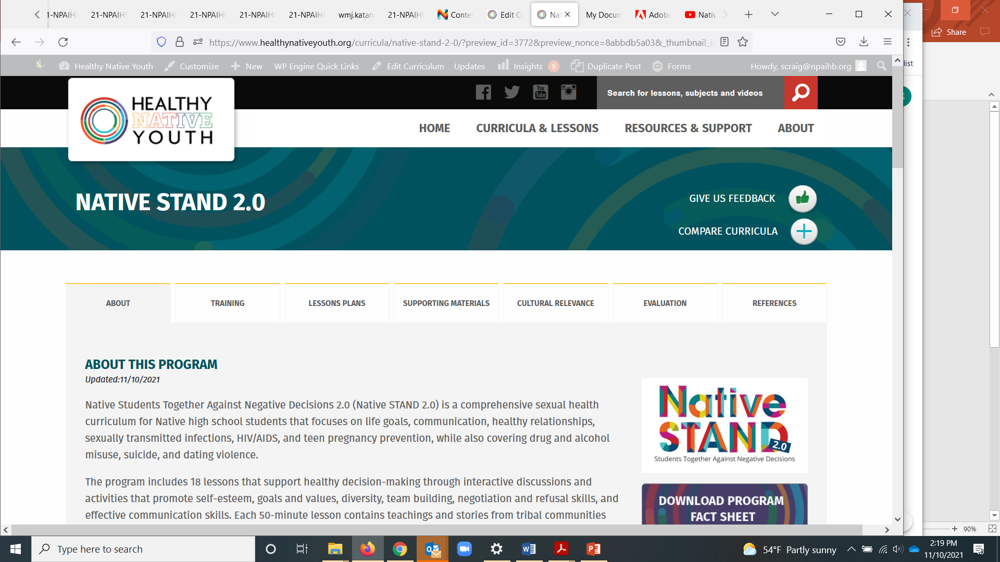 21-NPAIHB
21-NPAIH
21-NPAIH
21-NPAIH
21-NPAIH
wmj.katan
21-NPAIH
Conte
Edit C
Nat
My Docum
Adobe
Nativ
Share
https://www.healthynativeyouth.org/curricula/native-stand-2-0/?preview_id=3772&preview_nonce=8abbdb5a03&_thumbnail_i
Healthy Native Youth
Customize
New
WP Engine Quick Links
Edit Curriculum
Updates
Insights 9
Duplicate Post
Forms
Howdy, scraig@npaihb.org
list
HEALTHY
NATIVE
YOUTH
You
Tube
Search for lessons, subjects and videos
HOME
CURRICULA & LESSONS
RESOURCES & SUPPORT
ABOUT
NATIVE STAND 2.0
GIVE US FEEDBACK
COMPARE CURRICULA
ABOUT
TRAINING
LESSONS PLANS
SUPPORTING MATERIALS
CULTURAL RELEVANCE
EVALUATION
REFERENCES
ABOUT THIS PROGRAM
Updated:11/10/2021
Native Students Together Against Negative Decisions 2.0 (Native STAND 2.0) is a comprehensive sexual health
curriculum for Native high school students that focuses on life goals, communication, healthy relationships,
sexually transmitted infections, HIV/AIDS, and teen pregnancy prevention, while also covering drug and alcohol
misuse, suicide, and dating violence.
The program includes 18 lessons that support healthy decision-making through interactive discussions and
activities that promote self-esteem, goals and values, diversity, team building, negotiation and refusal skills, and
effective communication skills. Each 50-minute lesson contains teachings and stories from tribal communities
Native
STAND
2.0
Students Together Against Negative Decisions
DOWNLOAD PROGRAM
FACT SHEET
90%
Type here to search
54°F Partly sunny
2:19 PM
11/10/2021